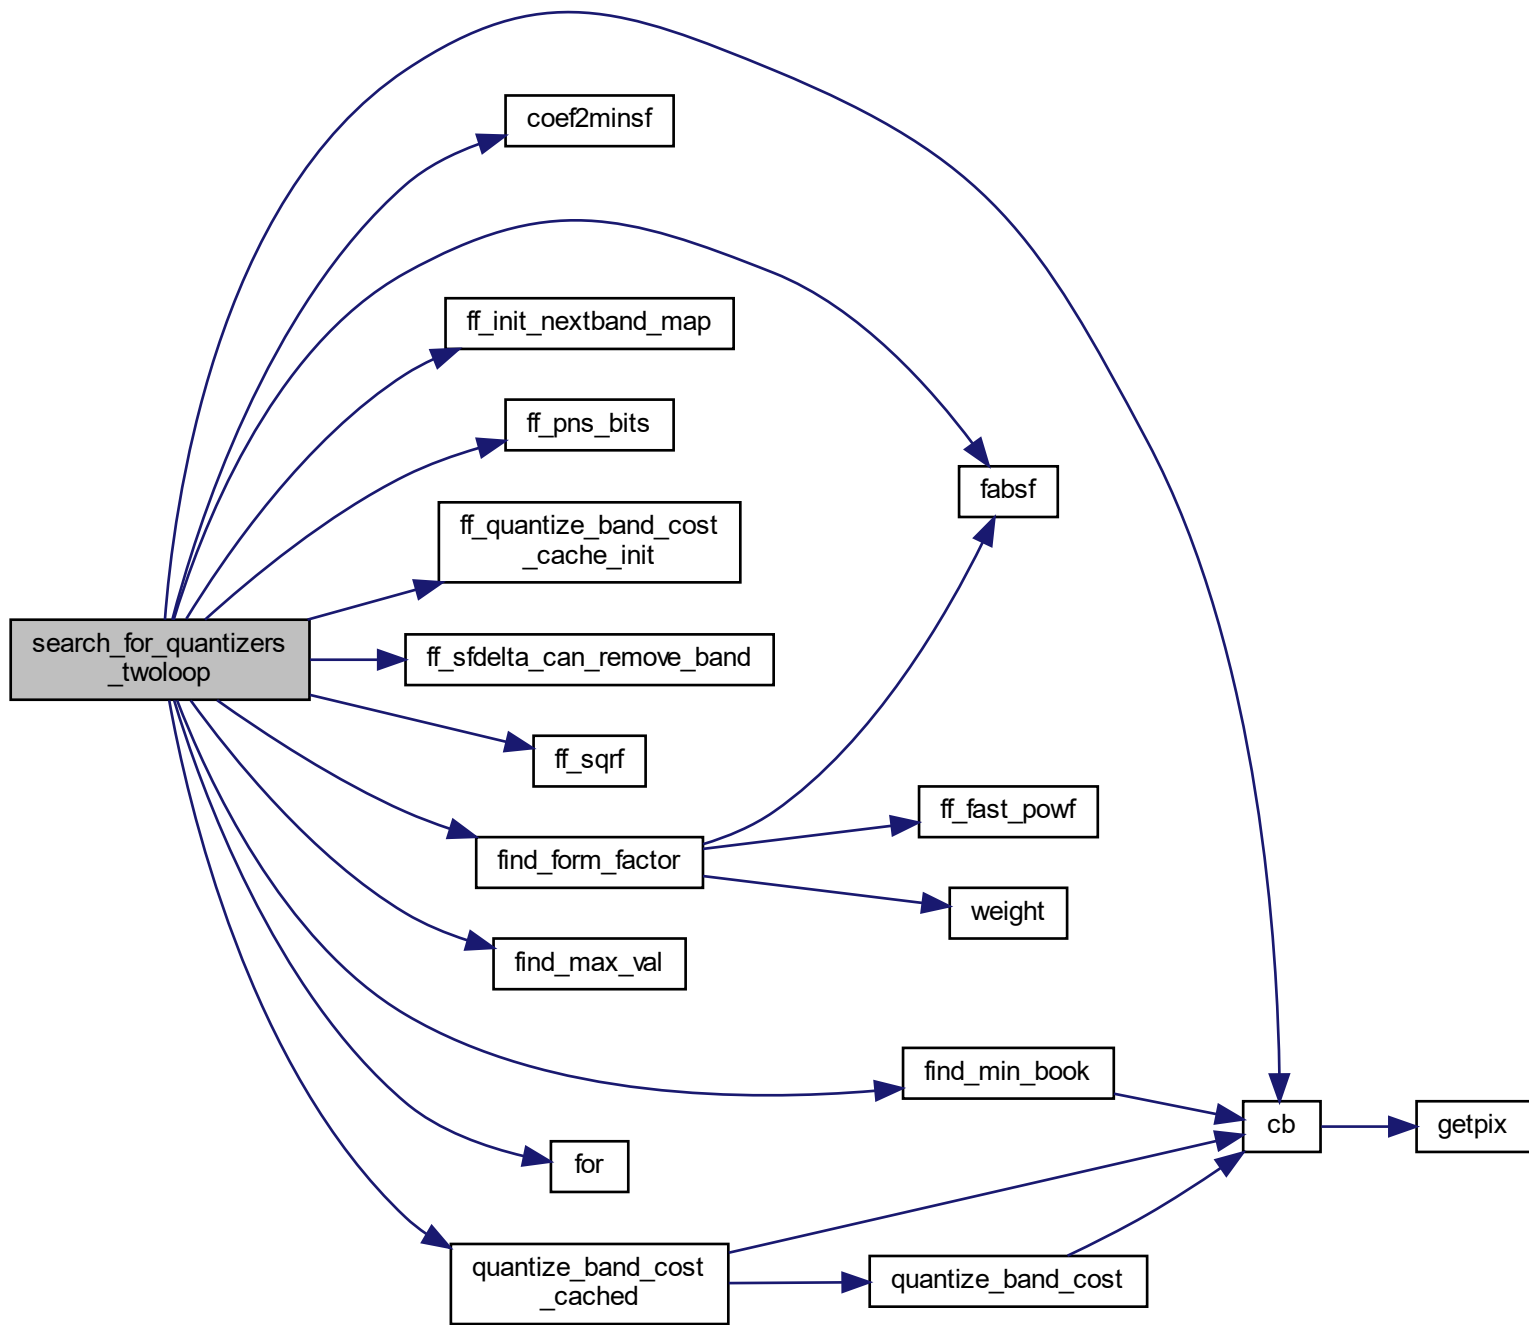 coef2minsf
ff_init_nextband_map
ff_pns_bits
fabsf
ff_quantize_band_cost
_cache_init
search_for_quantizers
_twoloop
ff_sfdelta_can_remove_band
ff_sqrf
ff_fast_powf
find_form_factor
weight
find_max_val
find_min_book
cb
getpix
for
quantize_band_cost
_cached
quantize_band_cost